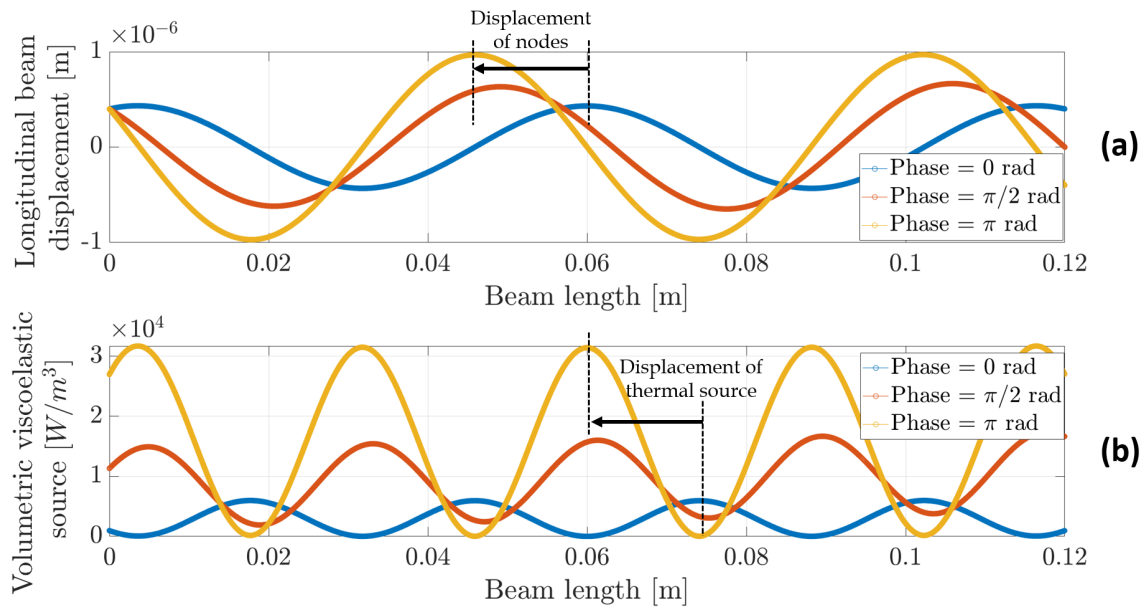 ×10⁻⁶
Displacement
of nodes
Longitudinal beam
displacement [m]
1
0
-1
Phase = 0 rad
Phase = π/2 rad
Phase = π rad
(a)
0 0.02 0.04 0.06 0.08 0.1 0.12
Beam length [m]
×10⁴
Volumetric viscoelastic
source [W/m³]
3
2
1
0
Displacement of
thermal source
Phase = 0 rad
Phase = π/2 rad
Phase = π rad
(b)
0 0.02 0.04 0.06 0.08 0.1 0.12
Beam length [m]